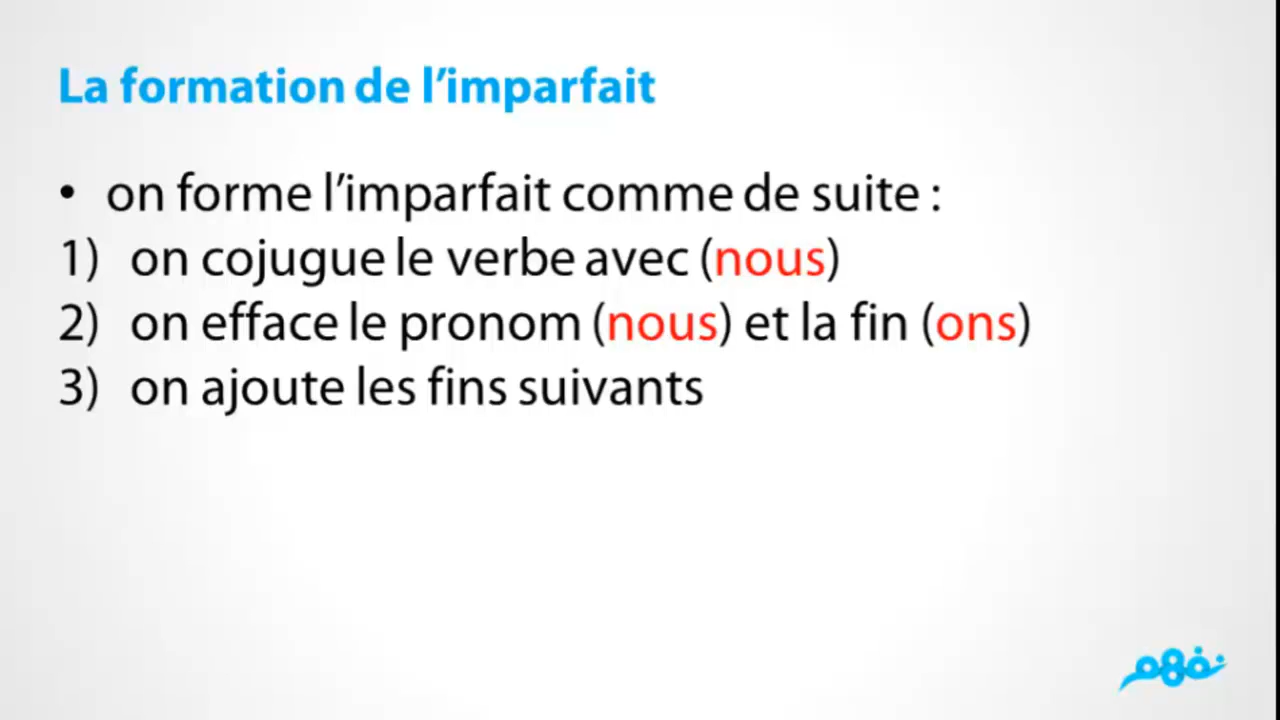 La formation de l'imparfait
• on forme l'imparfait comme de suite :
1) on cojugue le verbe avec (nous)
2) on efface le pronom (nous) et la fin (ons)
3) on ajoute les fins suivants
نفهم